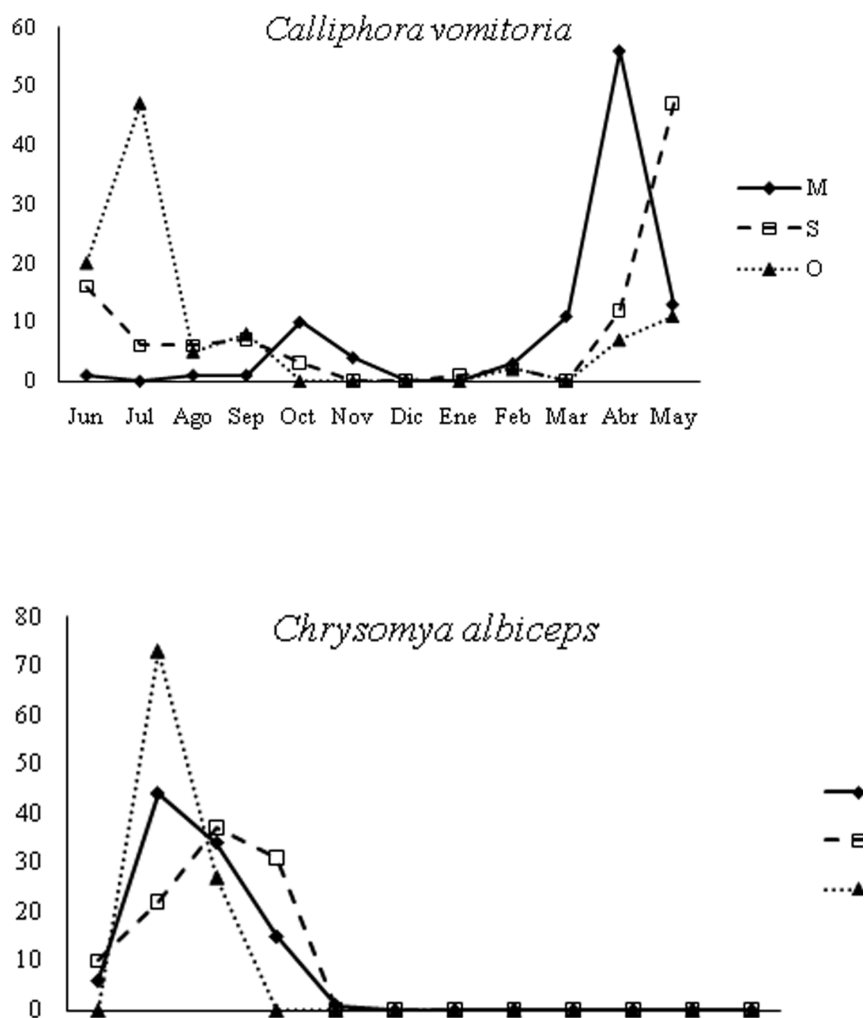 Calliphora vomitoria
60
50
40
30
20
10
0
Jun Jul Ago Sep Oct Nov Dic Ene Feb Mar Abr May
M
S
O
Chrysomya albiceps
80
70
60
50
40
30
20
10
0